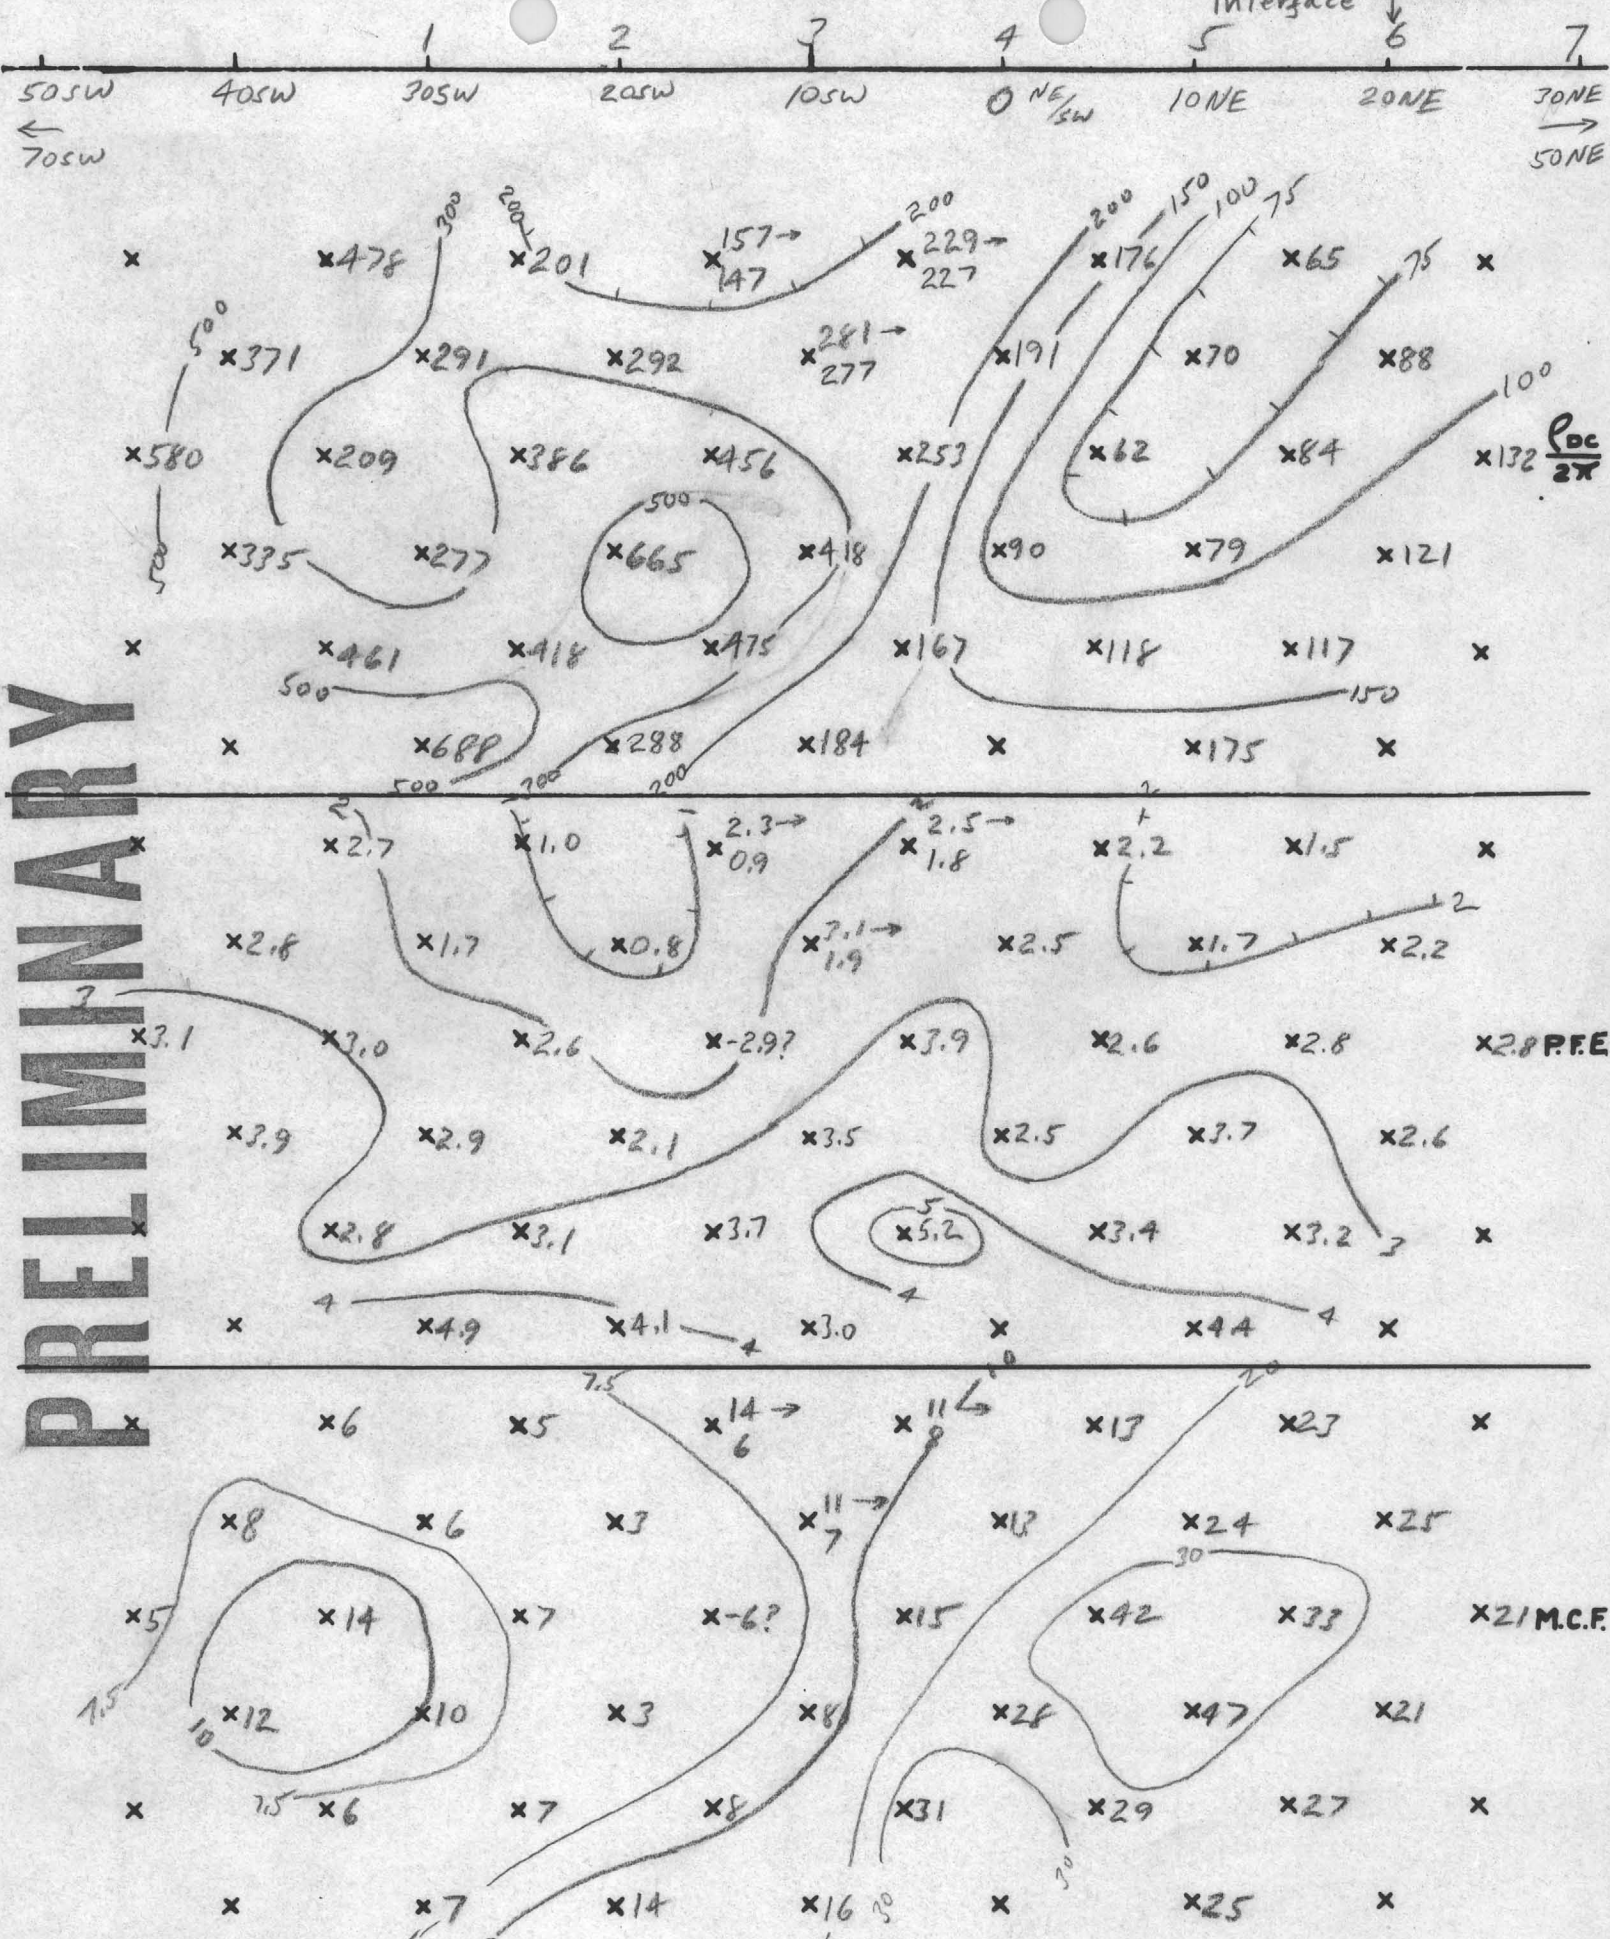 Interface ↓
1 2 3 4 5 6 7
50SW 40SW 30SW 20SW 10SW 0 NE/SW 10NE 20NE 30NE
← →
70SW 50NE
300 200 200 200 150 100 75
478 201 157→ 229→ 176 65 75
147 227
500
371 291 292 281→ 191 70 88
277
100
580 209 386 456 253 62 84 132 ρDC/2π
500
335 277 665 418 90 79 121
500
461 418 475 167 118 117
500 150
688 288 184 175
500 300 200
PRELIMINARY
2 1 1 2 2
2.7 1.0 2.3→ 2.5→ 2.2 1.5
0.9 1.8
2
2.8 1.7 0.8 3.1→ 2.5 1.7 2.2
1.9
3
3.1 3.0 2.6 -2.9? 3.9 2.6 2.8 2.8 P.F.E
3.9 2.9 2.1 3.5 2.5 3.7 2.6
5
2.8 3.1 3.7 5.2 3.4 3.2 3
4 4 4
4.9 4.1 4 3.0 4.4
7.5 10 20
6 5 14→ 11 13 23
6 8
8 6 3 11→ 13 24 25
7
30
5 14 7 -6? 15 42 33 21 M.C.F.
7.5
12 10 3 8 28 47 21
10
7.5 6 7 8 31 29 27
30
7 14 16 30 25